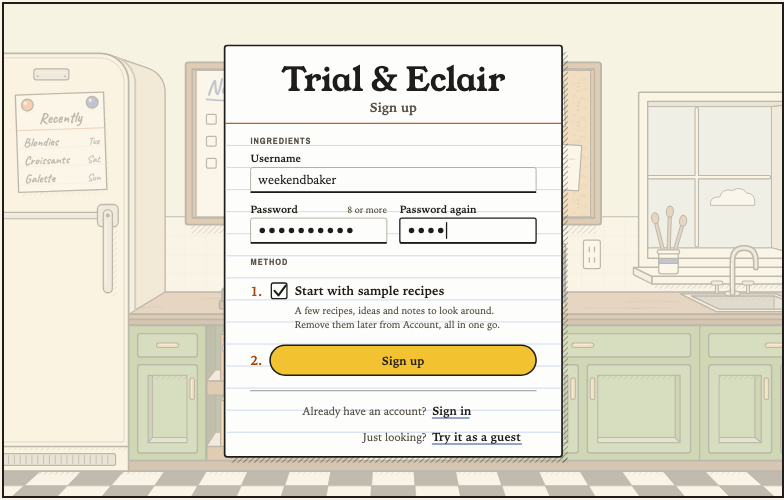 Trial & Eclair
Sign up
INGREDIENTS
Username
weekendbaker
Password 8 or more Password again
METHOD
1. Start with sample recipes
A few recipes, ideas and notes to look around.
Remove them later from Account, all in one go.
2. Sign up
Already have an account? Sign in
Just looking? Try it as a guest
Recently
Blondies Tue
Croissants Sat
Galette Sun